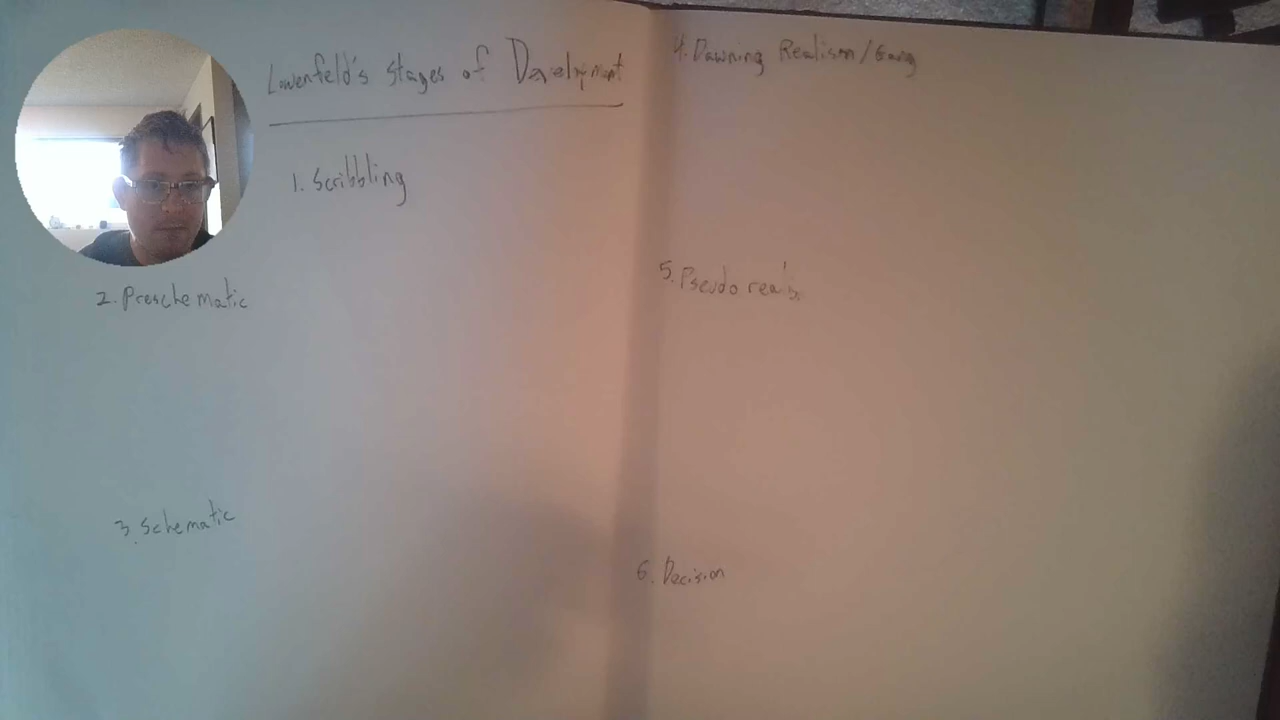 Lowenfeld's Stages of Development
1. Scribbling
2. Preschematic
3. Schematic
4. Dawning Realism/Gang
5. Pseudo realis
6. Decision